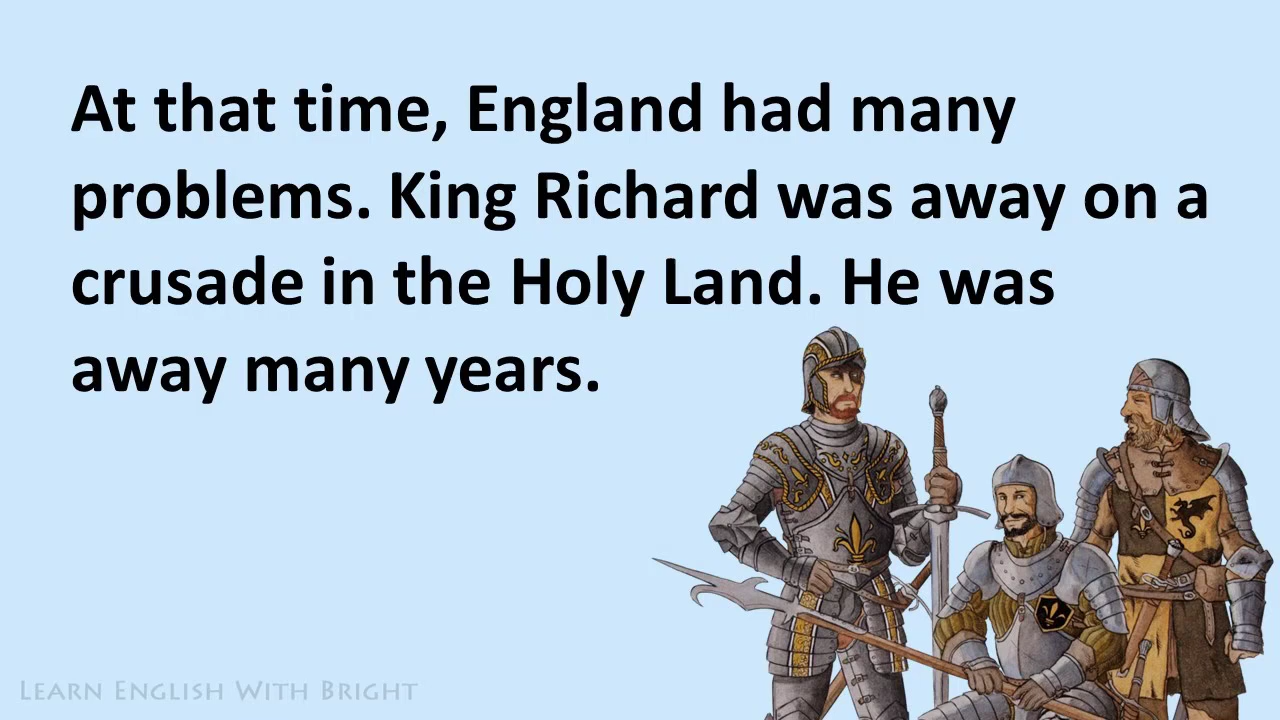 At that time, England had many
problems. King Richard was away on a
crusade in the Holy Land. He was
away many years.
Learn English With Bright